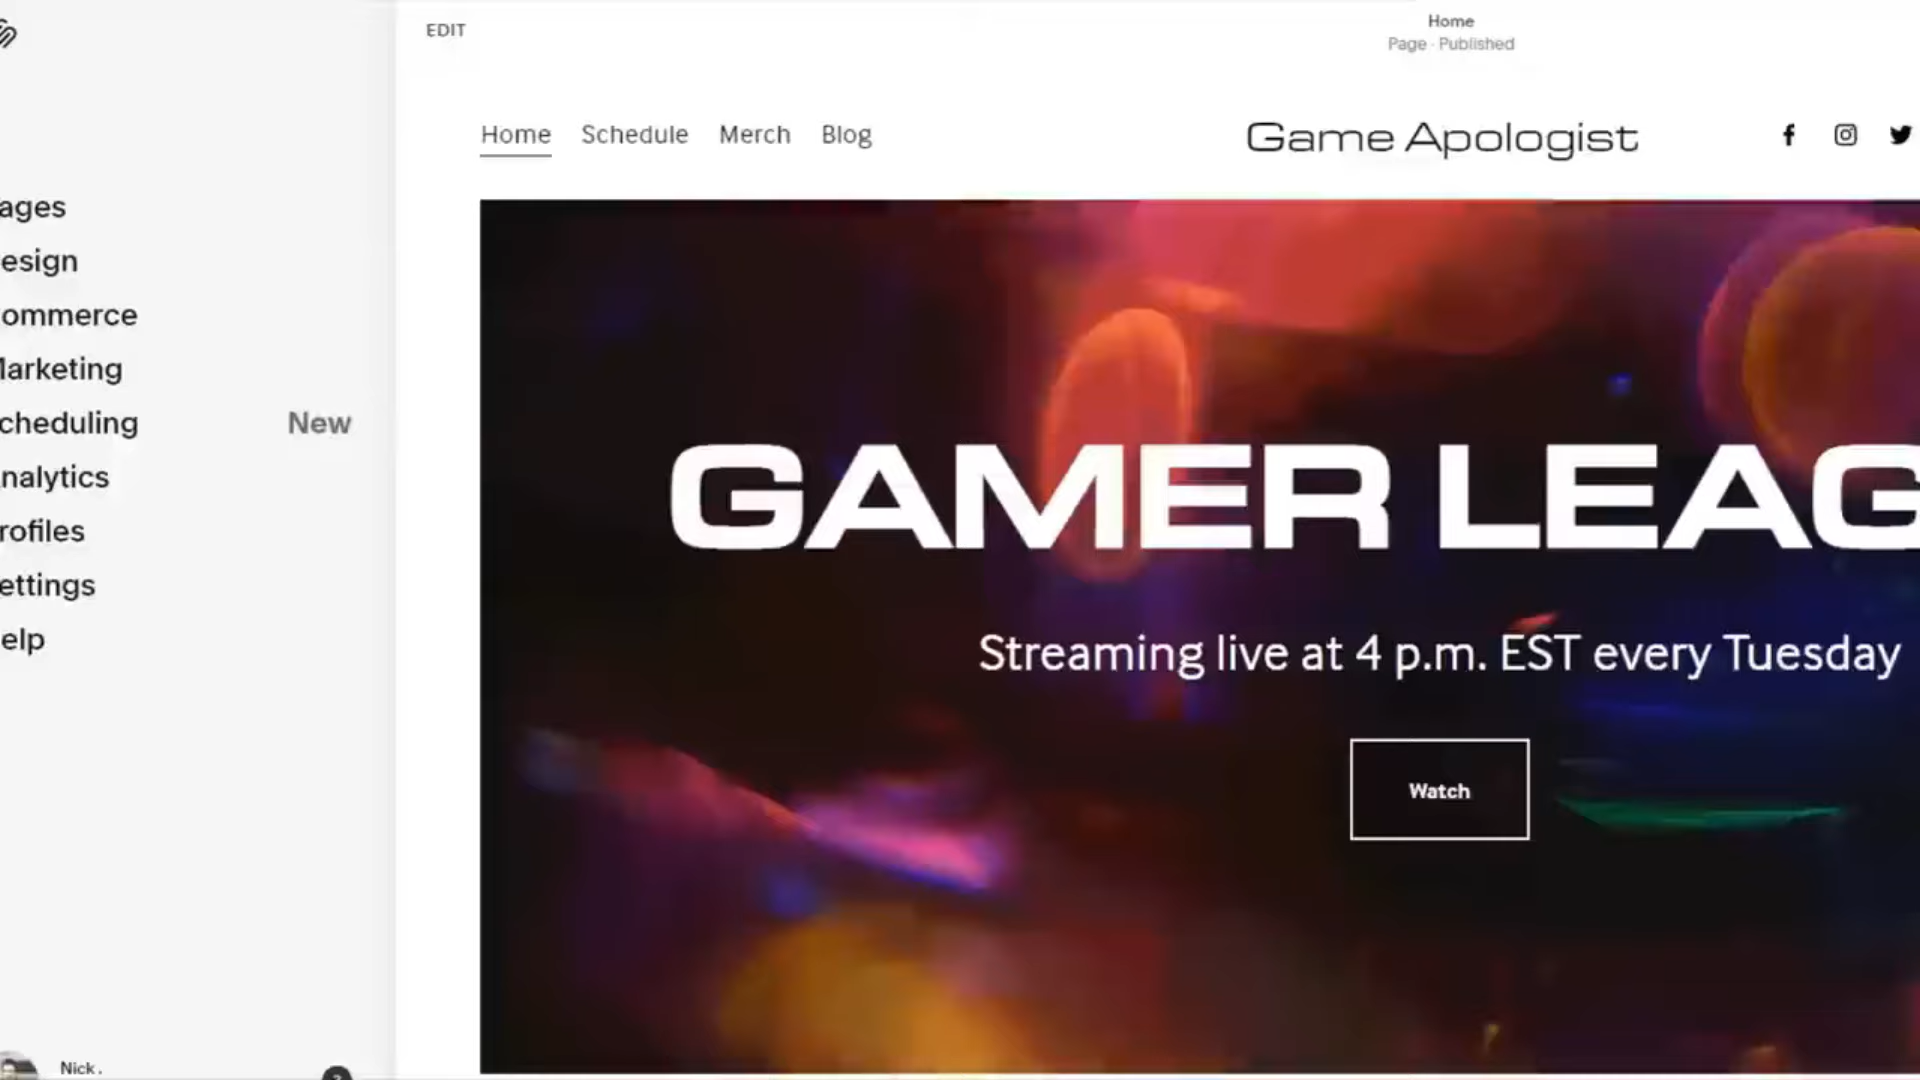 EDIT
Home
Page · Published
Home Schedule Merch Blog
Game Apologist
ages
esign
ommerce
arketing
cheduling New
nalytics
rofiles
ettings
elp
GAMER LEAG
Streaming live at 4 p.m. EST every Tuesday
Watch
Nick .